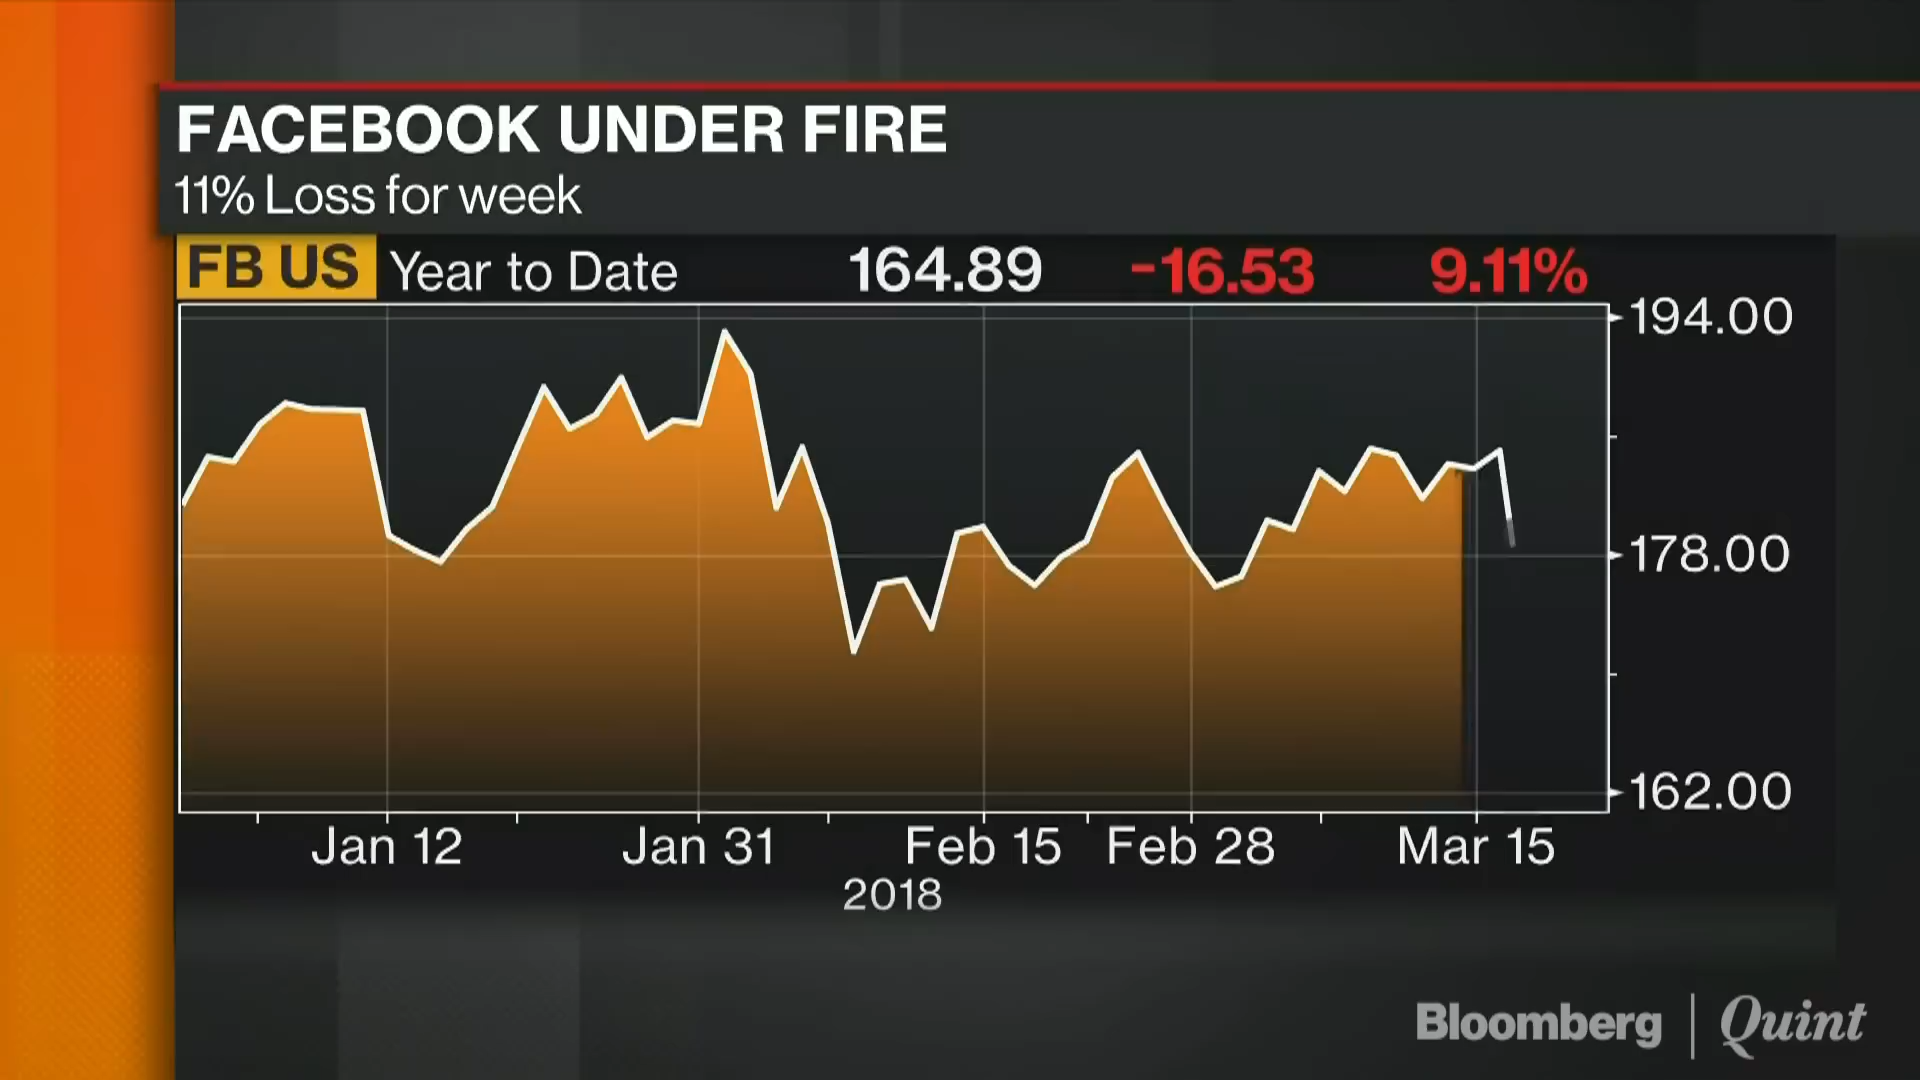 FACEBOOK UNDER FIRE
11% Loss for week
FB US Year to Date 164.89 -16.53 9.11%
194.00
178.00
162.00
Jan 12 Jan 31 Feb 15 Feb 28 Mar 15
2018
Bloomberg | Quint